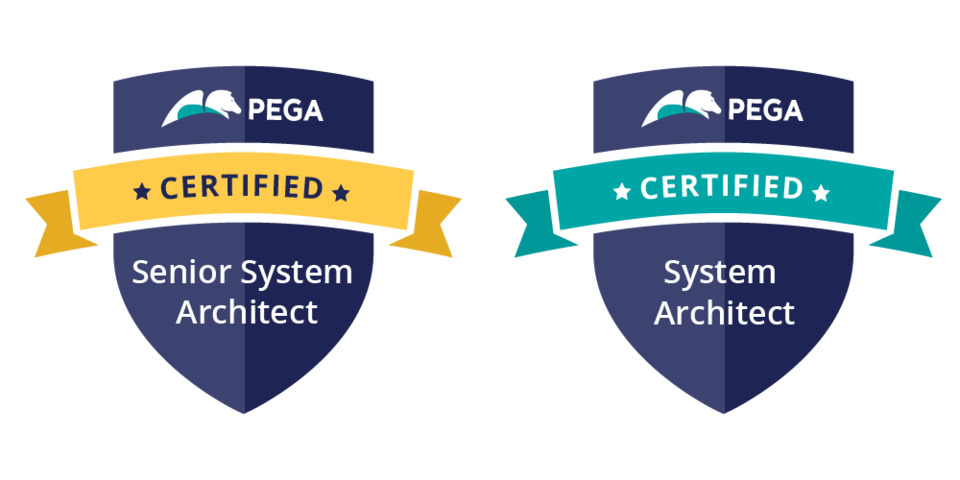 PEGA
CERTIFIED
Senior System
Architect
PEGA
CERTIFIED
System
Architect